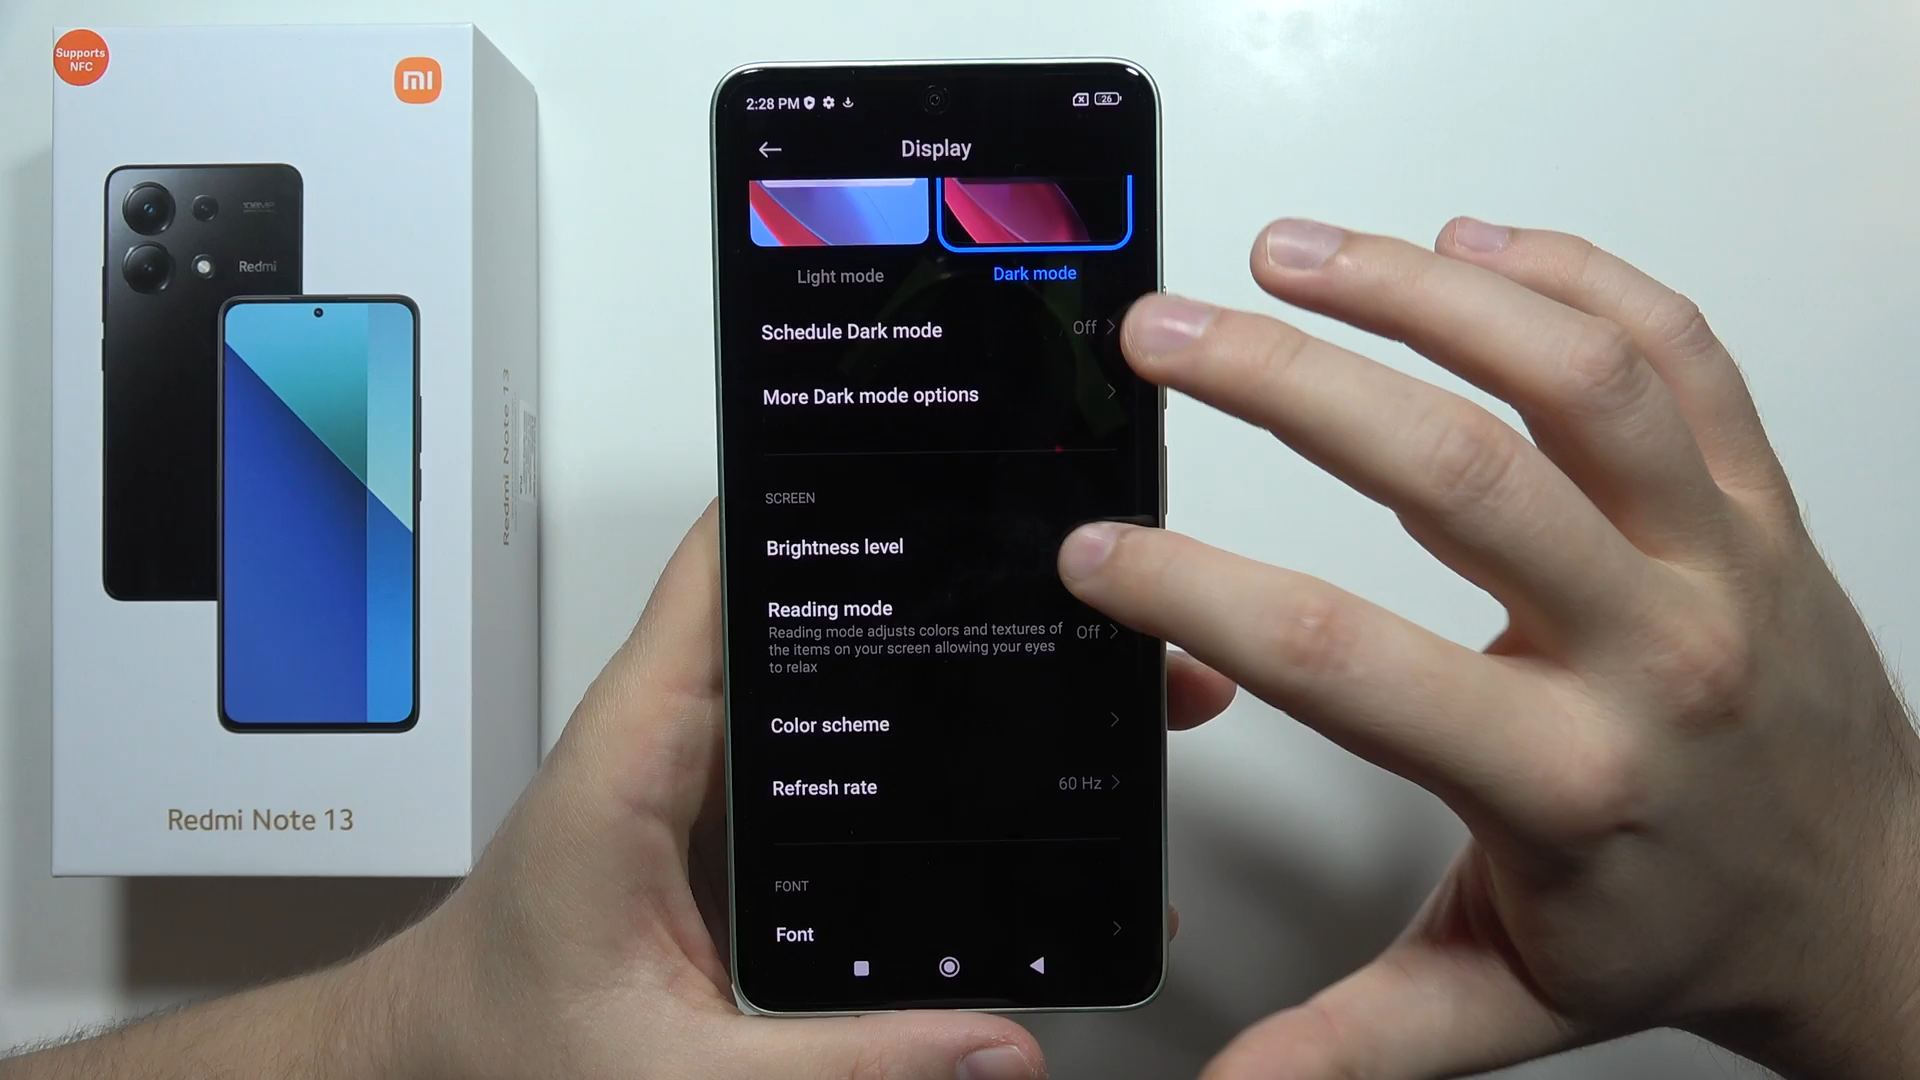 Supports
NFC
Redmi
Redmi Note 13
Redmi Note 13
2:28 PM
26
Display
Light mode
Dark mode
Schedule Dark mode
Off
More Dark mode options
SCREEN
Brightness level
Reading mode
Reading mode adjusts colors and textures of
the items on your screen allowing your eyes
to relax
Off
Color scheme
Refresh rate
60 Hz
FONT
Font